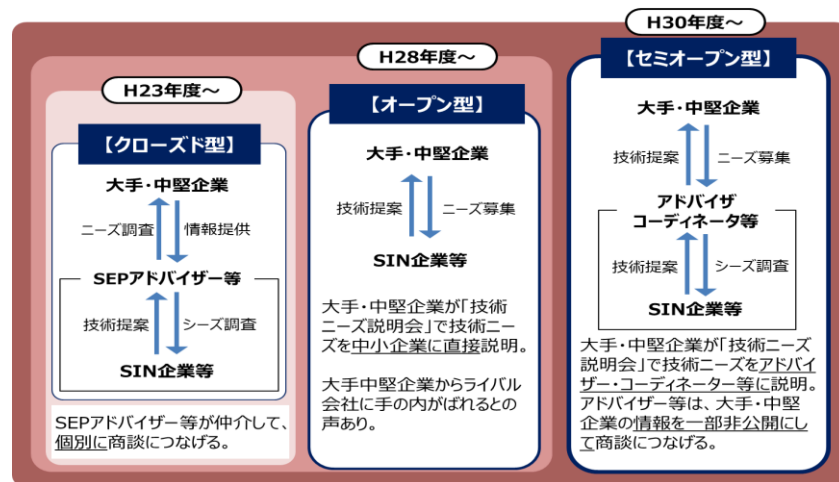 H23年度～
【クローズド型】
大手・中堅企業
ニーズ調査
情報提供
SEPアドバイザー等
技術提案
シーズ調査
SIN企業等
SEPアドバイザー等が仲介して、
個別に商談につなげる。
H28年度～
【オープン型】
大手・中堅企業
技術提案
ニーズ募集
SIN企業等
大手・中堅企業が「技術
ニーズ説明会」で技術ニー
ズを中小企業に直接説明。
大手中堅企業からライバル
会社に手の内がばれるとの
声あり。
H30年度～
【セミオープン型】
大手・中堅企業
技術提案
ニーズ募集
アドバイザ
コーディネータ等
技術提案
シーズ調査
SIN企業等
大手・中堅企業が「技術ニーズ
説明会」で技術ニーズをアドバイ
ザー・コーディネーター等に説明。
アドバイザー等は、大手・中堅
企業の情報を一部非公開にし
て商談につなげる。